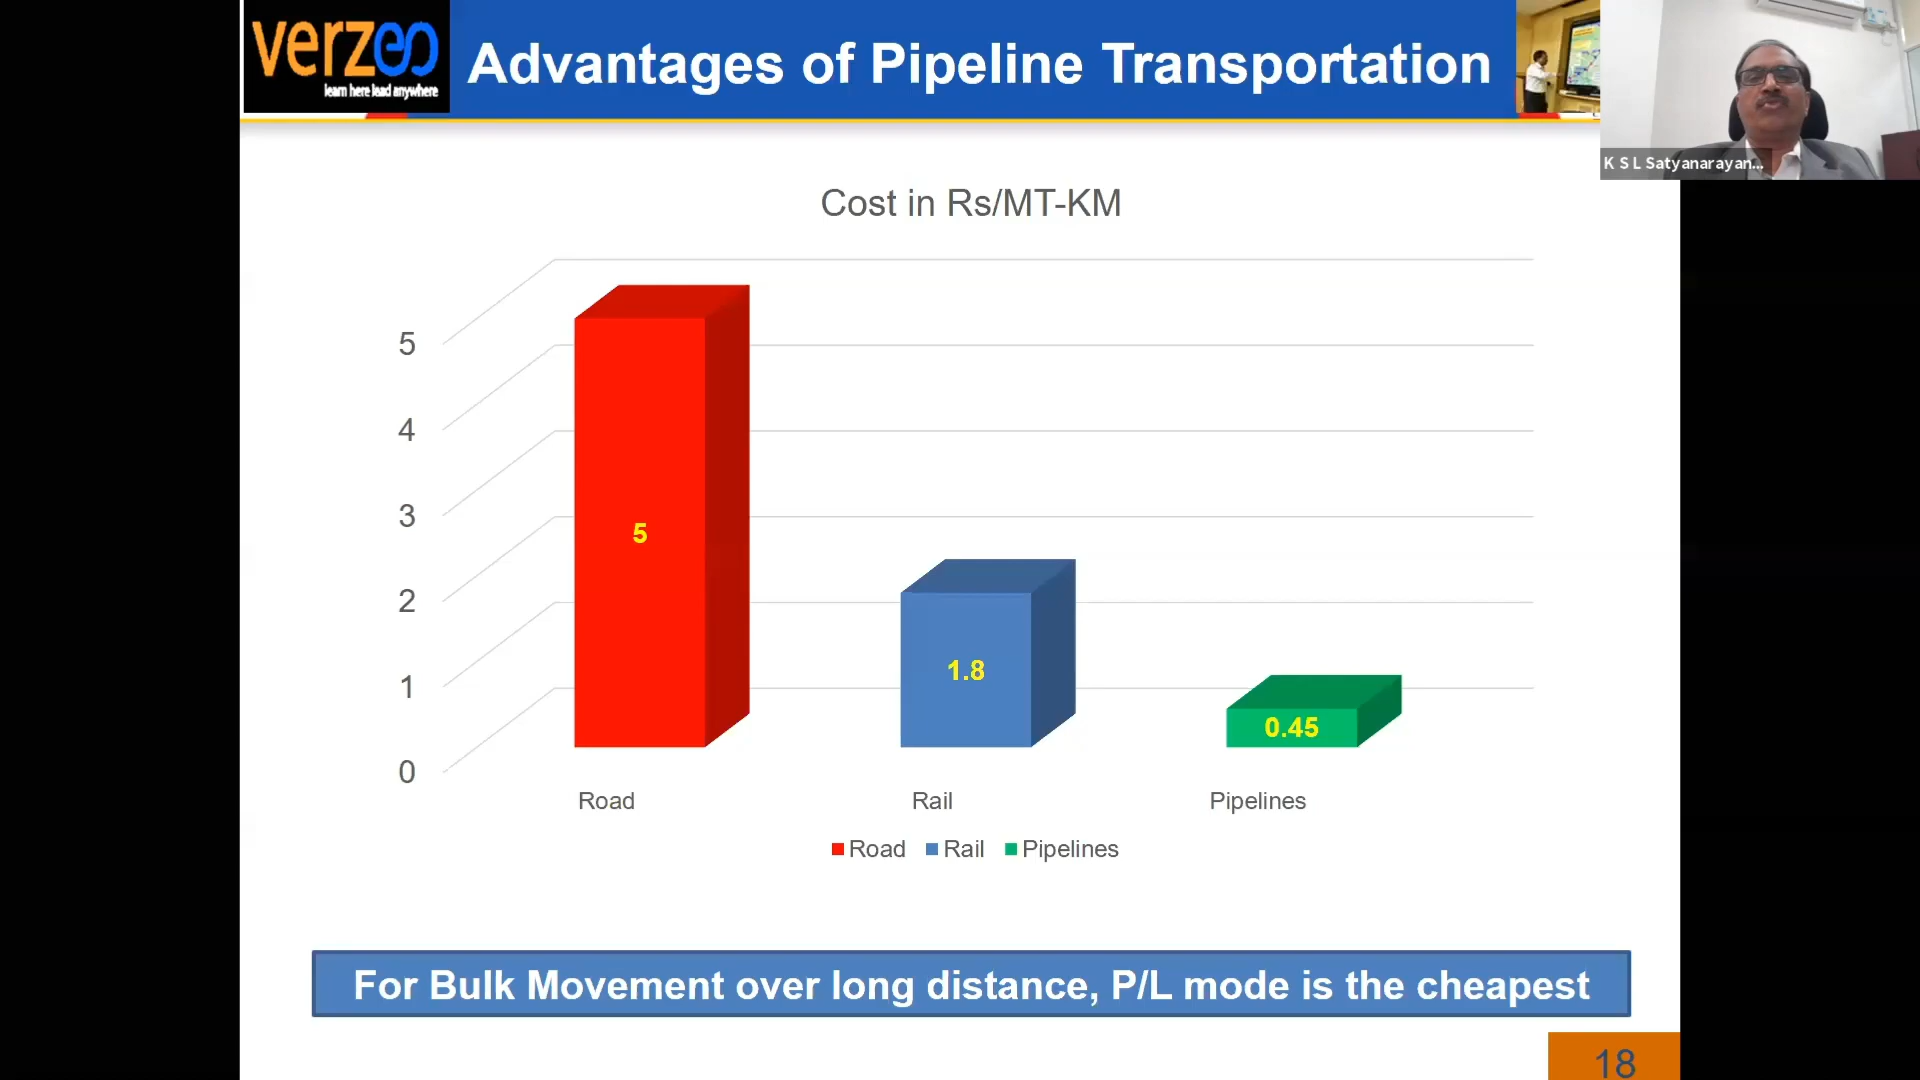 verzeo
learn here lead anywhere
Advantages of Pipeline Transportation
K S L Satyanarayan...
Cost in Rs/MT-KM
5
4
3
2
1
0
5
1.8
0.45
Road Rail Pipelines
Road Rail Pipelines
For Bulk Movement over long distance, P/L mode is the cheapest
18